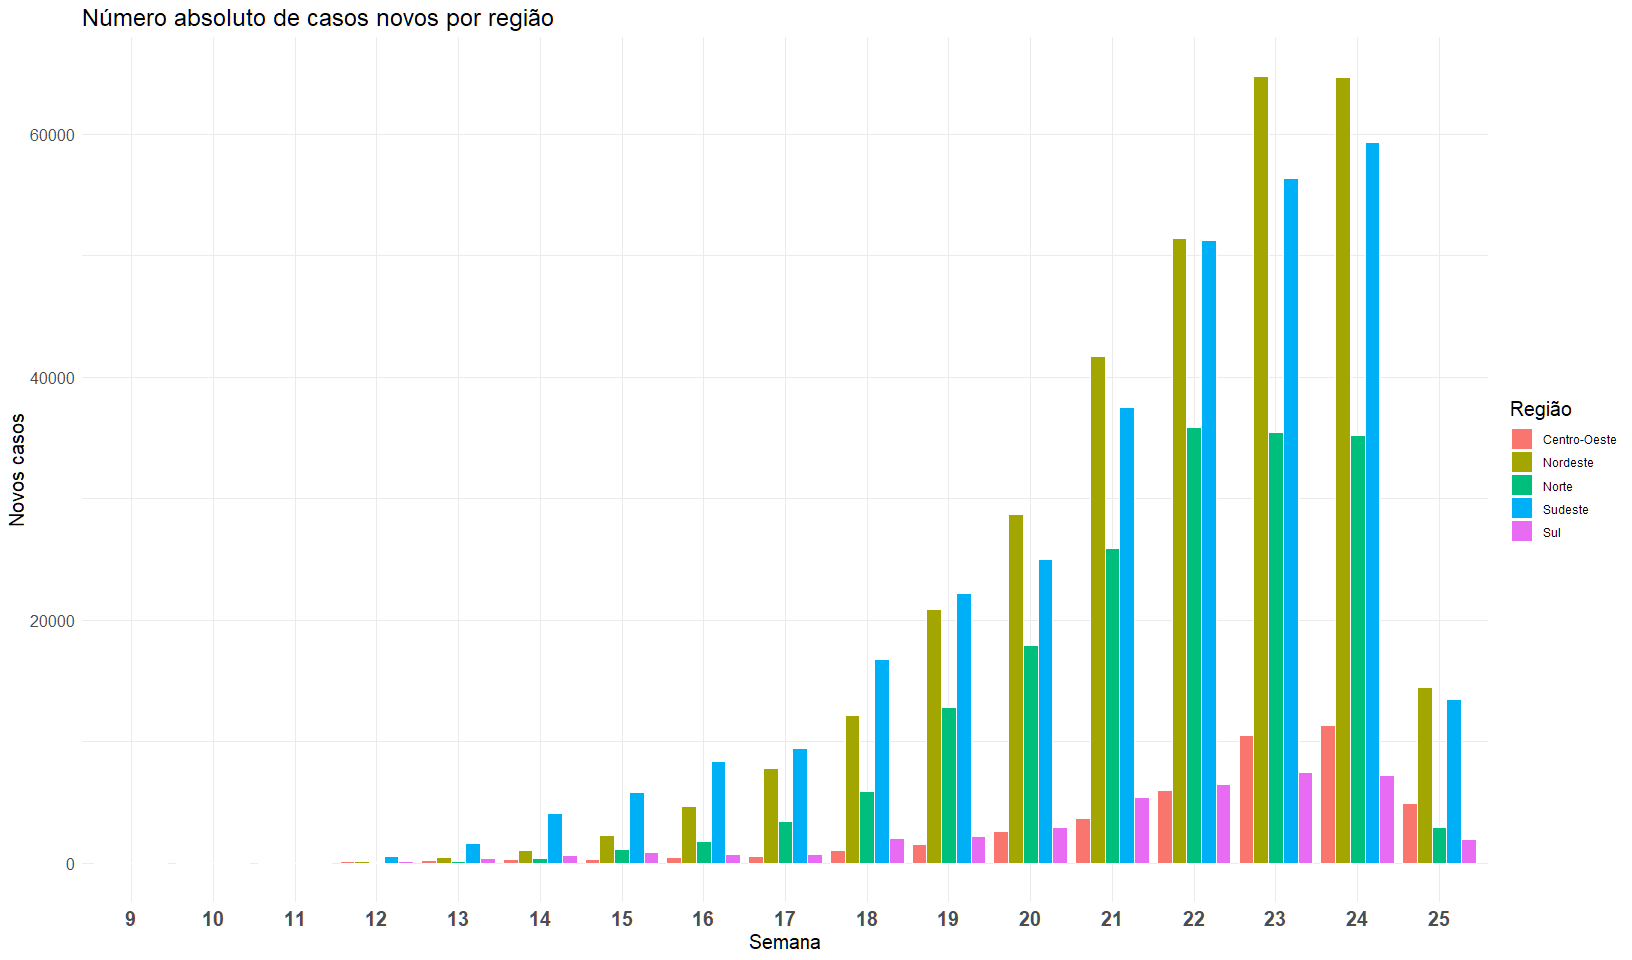 Número absoluto de casos novos por região
Novos casos
60000
40000
20000
0
9 10 11 12 13 14 15 16 17 18 19 20 21 22 23 24 25
Semana
Região
Centro-Oeste
Nordeste
Norte
Sudeste
Sul